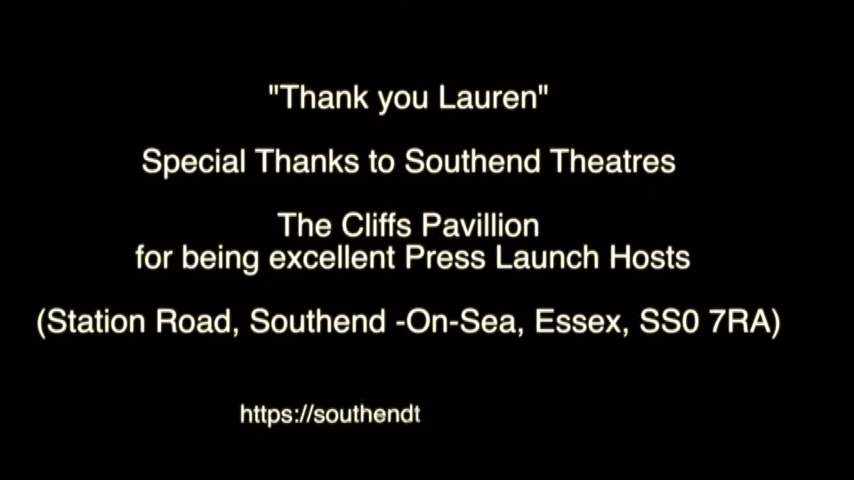 "Thank you Lauren"
Special Thanks to Southend Theatres
The Cliffs Pavillion
for being excellent Press Launch Hosts
(Station Road, Southend -On-Sea, Essex, SS0 7RA)
https://southendt